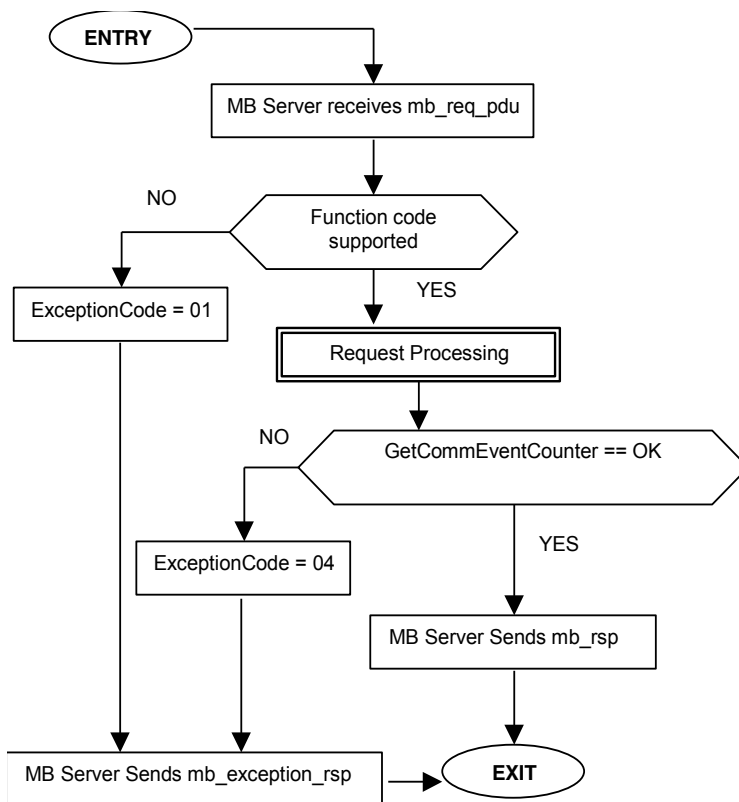 ENTRY
MB Server receives mb_req_pdu
NO
Function code
supported
YES
ExceptionCode = 01
Request Processing
NO
GetCommEventCounter == OK
YES
ExceptionCode = 04
MB Server Sends mb_rsp
MB Server Sends mb_exception_rsp
EXIT